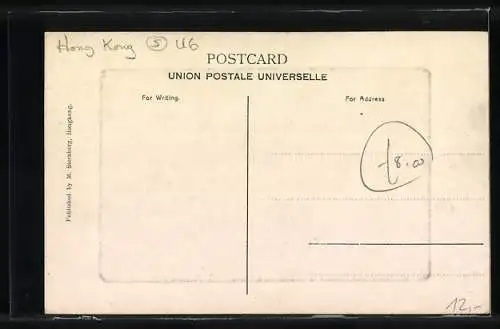 Hong Kong (5) U6
POSTCARD
UNION POSTALE UNIVERSELLE
For Writing.
For Address.
Published by M. Sternberg, Hongkong.
£8.00
12,-